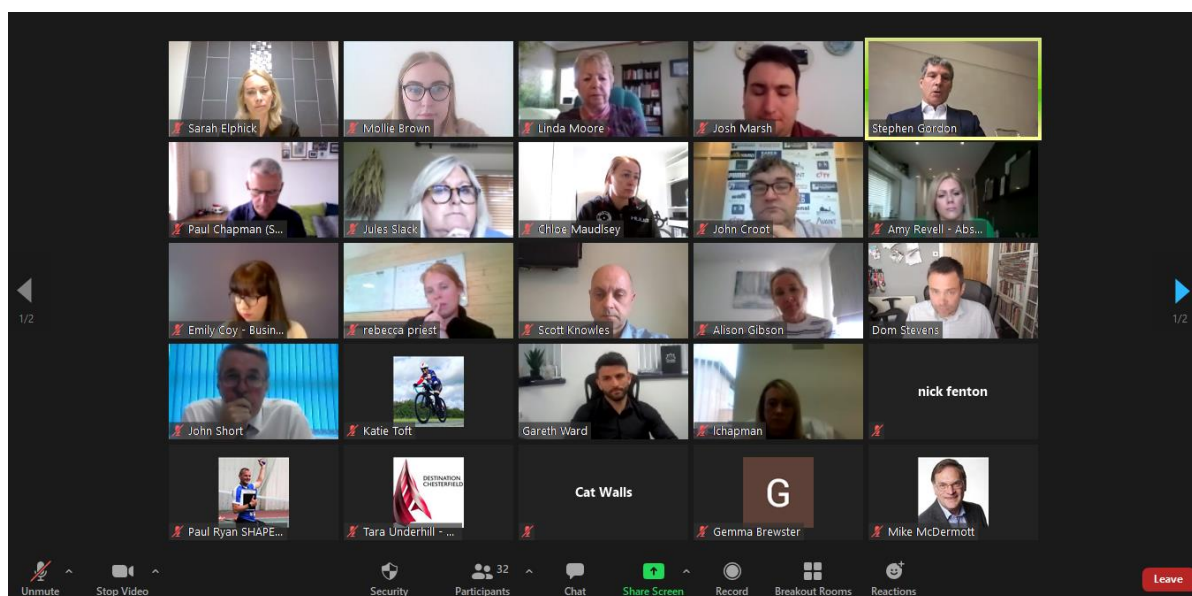 Sarah Elphick
Mollie Brown
Linda Moore
Josh Marsh
Stephen Gordon
Paul Chapman (S...
Jules Slack
Chloe Maudlsey
John Croot
Amy Revell - Abs...
Emily Coy - Busin...
rebecca priest
Scott Knowles
Alison Gibson
Dom Stevens
John Short
Katie Toft
Gareth Ward
lchapman
nick fenton
Paul Ryan SHAPE...
DESTINATION
CHESTERFIELD
Tara Underhill - ...
Cat Walls
G
Gemma Brewster
Mike McDermott
1/2
1/2
Unmute
Stop Video
Security
Participants
32
Chat
Share Screen
Record
Breakout Rooms
Reactions
Leave